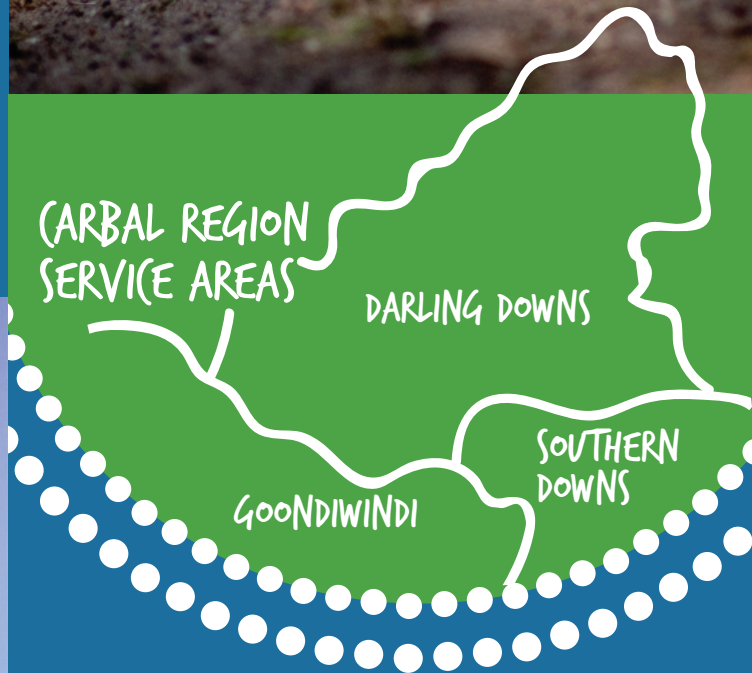 CARBAL REGION
SERVICE AREAS
DARLING DOWNS
SOUTHERN
DOWNS
GOONDIWINDI